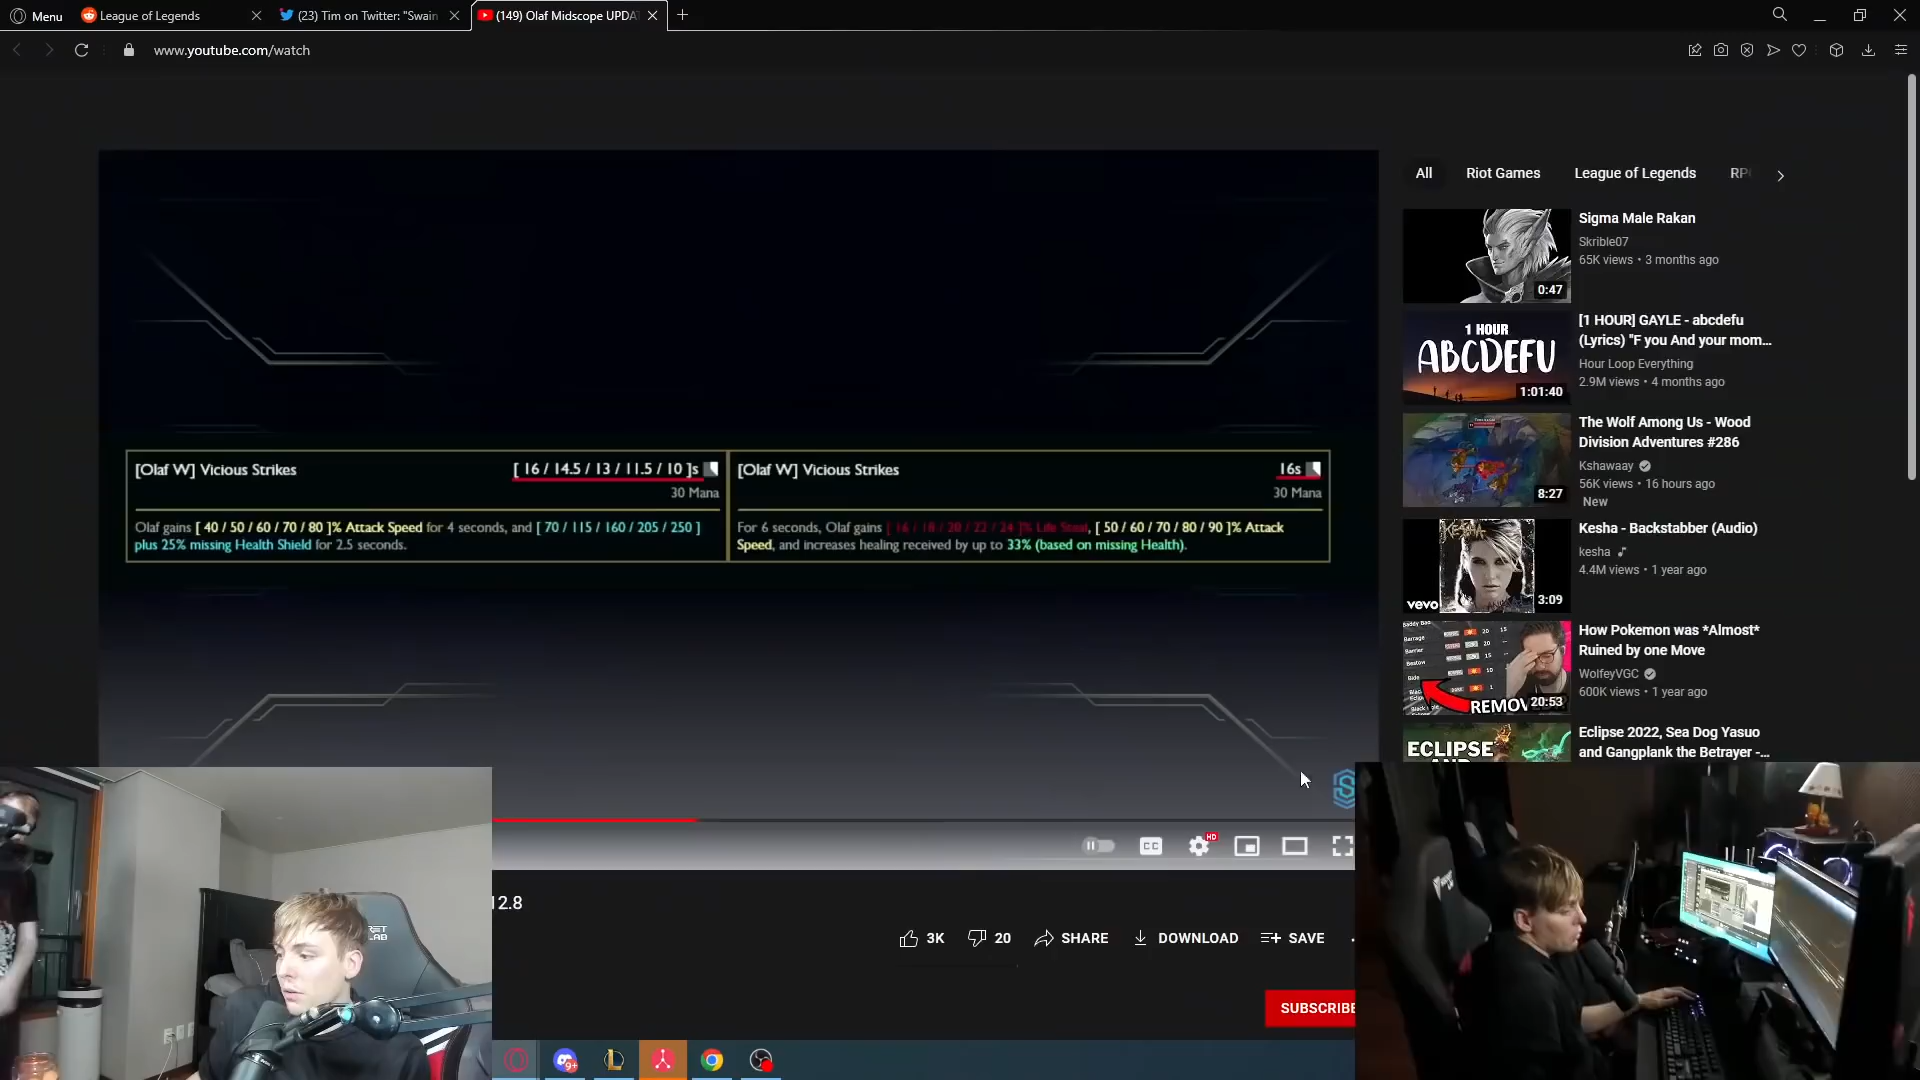 Menu
League of Legends
(23) Tim on Twitter: "Swain
(149) Olaf Midscope UPDA
www.youtube.com/watch
All
Riot Games
League of Legends
[Olaf W] Vicious Strikes
[ 16 / 14.5 / 13 / 11.5 / 10 ]s
30 Mana
Olaf gains [ 40 / 50 / 60 / 70 / 80 ]% Attack Speed for 4 seconds, and [ 70 / 115 / 160 / 205 / 250 ]
plus 25% missing Health Shield for 2.5 seconds.
[Olaf W] Vicious Strikes
16s
30 Mana
For 6 seconds, Olaf gains [ 16 / 18 / 20 / 22 / 24 ]% Life Steal, [ 50 / 60 / 70 / 80 / 90 ]% Attack
Speed, and increases healing received by up to 33% (based on missing Health).
Sigma Male Rakan
Skrible07
65K views • 3 months ago
0:47
1 HOUR
ABCDEFU
1:01:40
[1 HOUR] GAYLE - abcdefu
(Lyrics) "F you And your mom...
Hour Loop Everything
2.9M views • 4 months ago
The Wolf Among Us - Wood
Division Adventures #286
Kshawaay
56K views • 16 hours ago
New
8:27
Kesha - Backstabber (Audio)
kesha
4.4M views • 1 year ago
vevo
3:09
How Pokemon was *Almost*
Ruined by one Move
WolfeyVGC
600K views • 1 year ago
20:53
ECLIPSE
Eclipse 2022, Sea Dog Yasuo
and Gangplank the Betrayer -...
HD
CC
12.8
3K
20
SHARE
DOWNLOAD
SAVE
SUBSCRIBE
9+